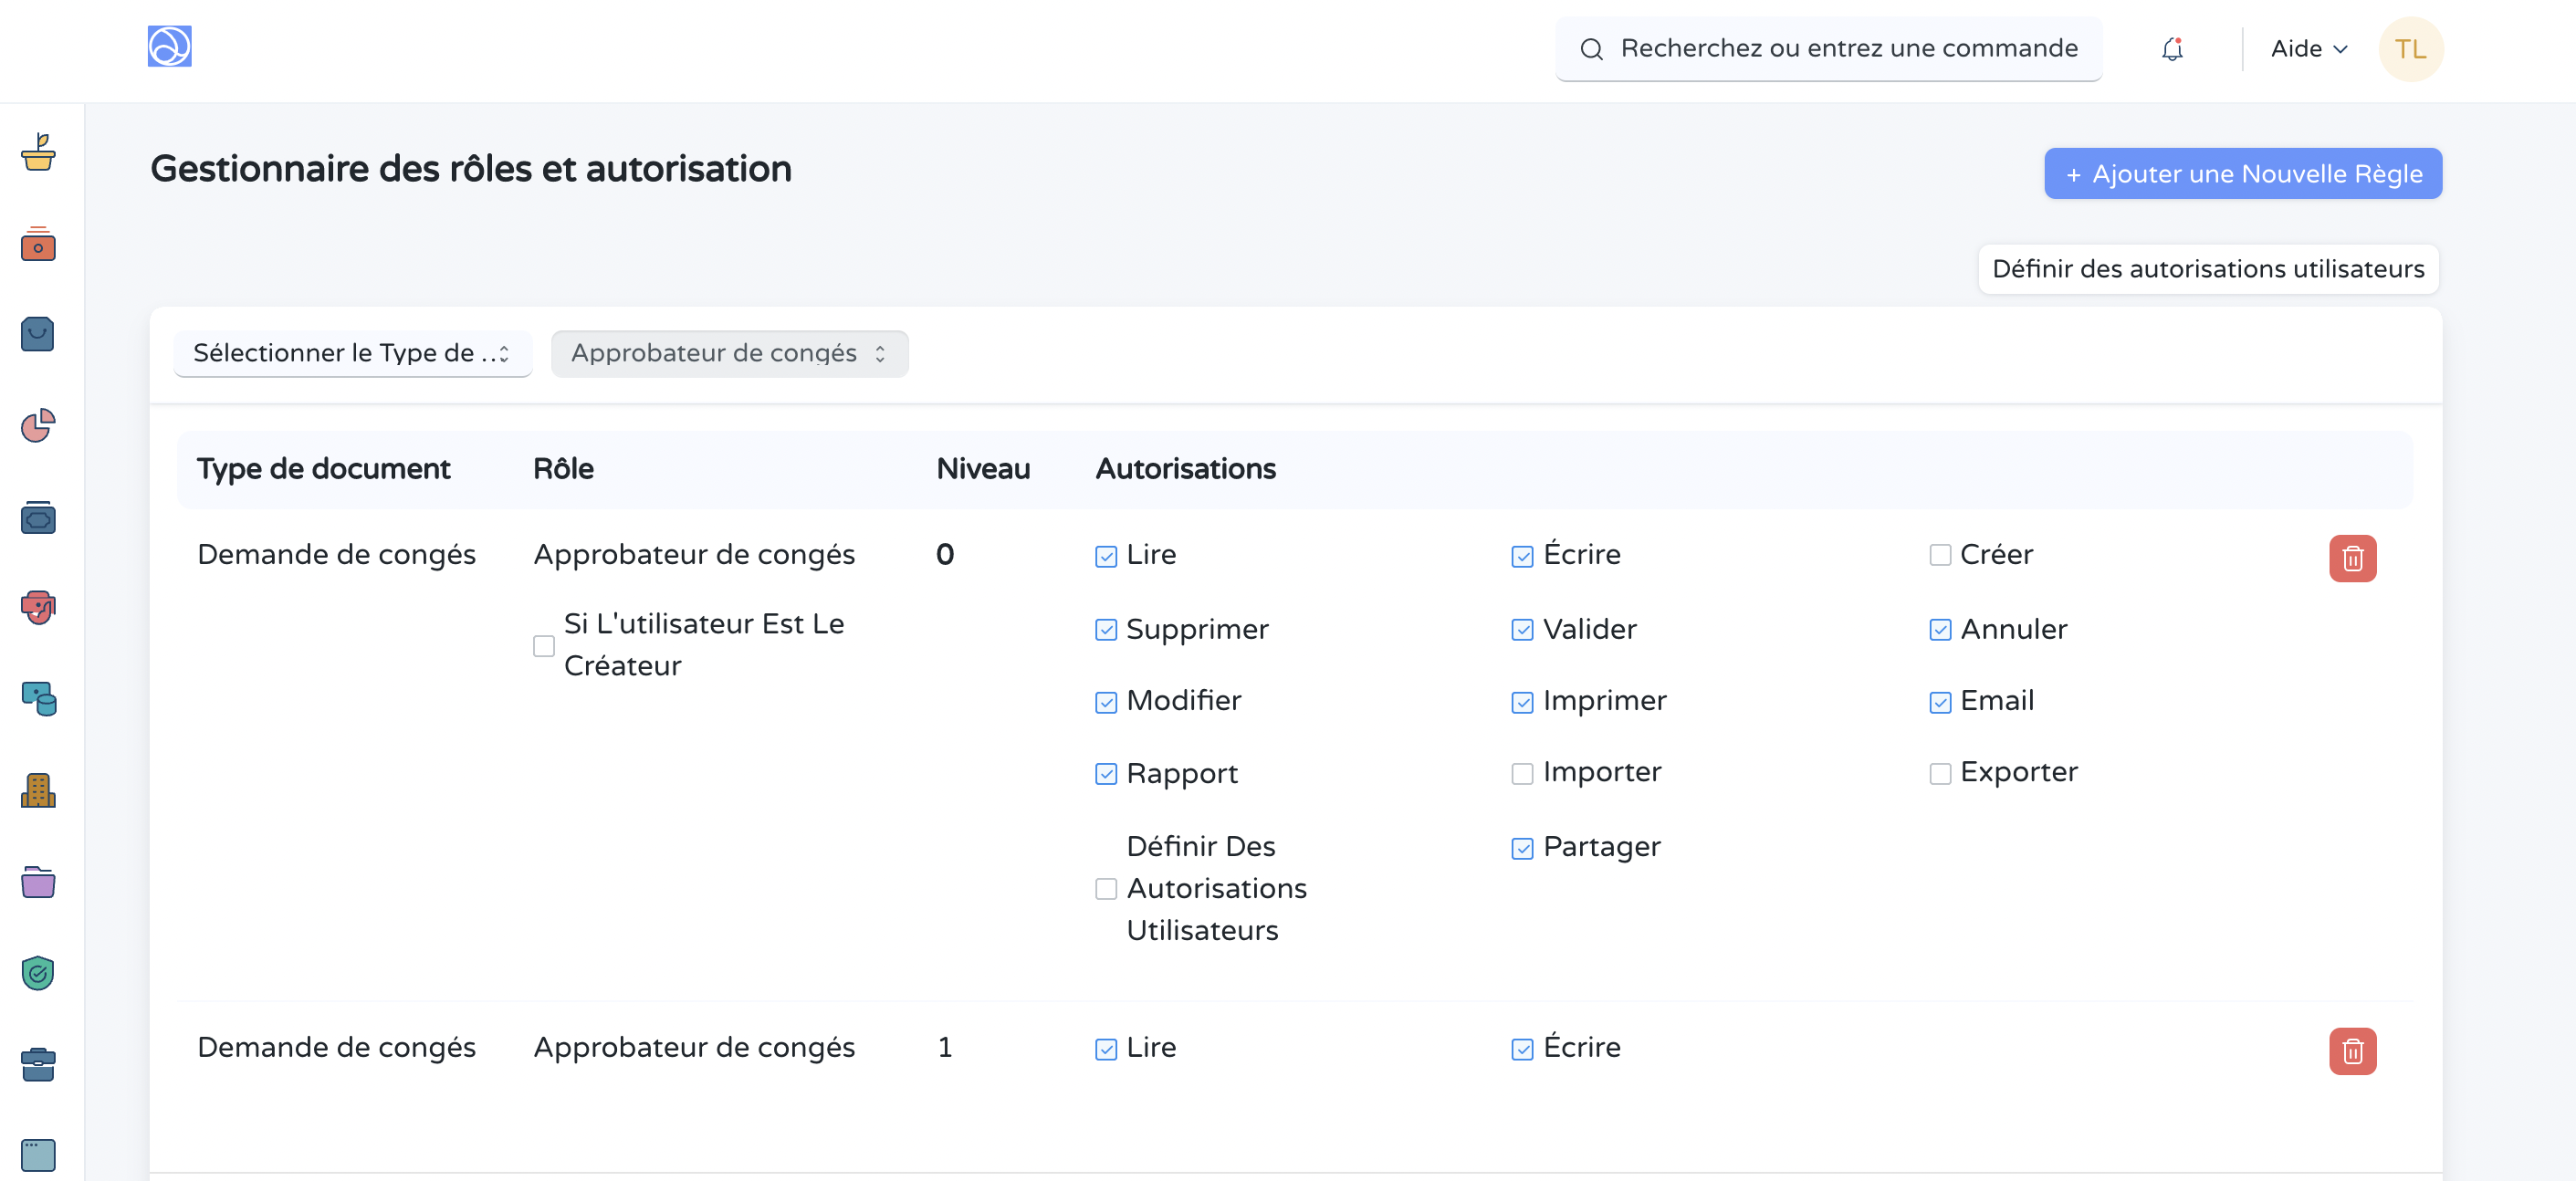 Recherchez ou entrez une commande
Aide
TL
Gestionnaire des rôles et autorisation
+ Ajouter une Nouvelle Règle
Définir des autorisations utilisateurs
Sélectionner le Type de ...
Approbateur de congés
Type de document Rôle Niveau Autorisations
Demande de congés Approbateur de congés 0 Lire Écrire Créer
Si L'utilisateur Est Le
Créateur
Supprimer Valider Annuler
Modifier Imprimer Email
Rapport Importer Exporter
Définir Des
Autorisations
Utilisateurs
Partager
Demande de congés Approbateur de congés 1 Lire Écrire